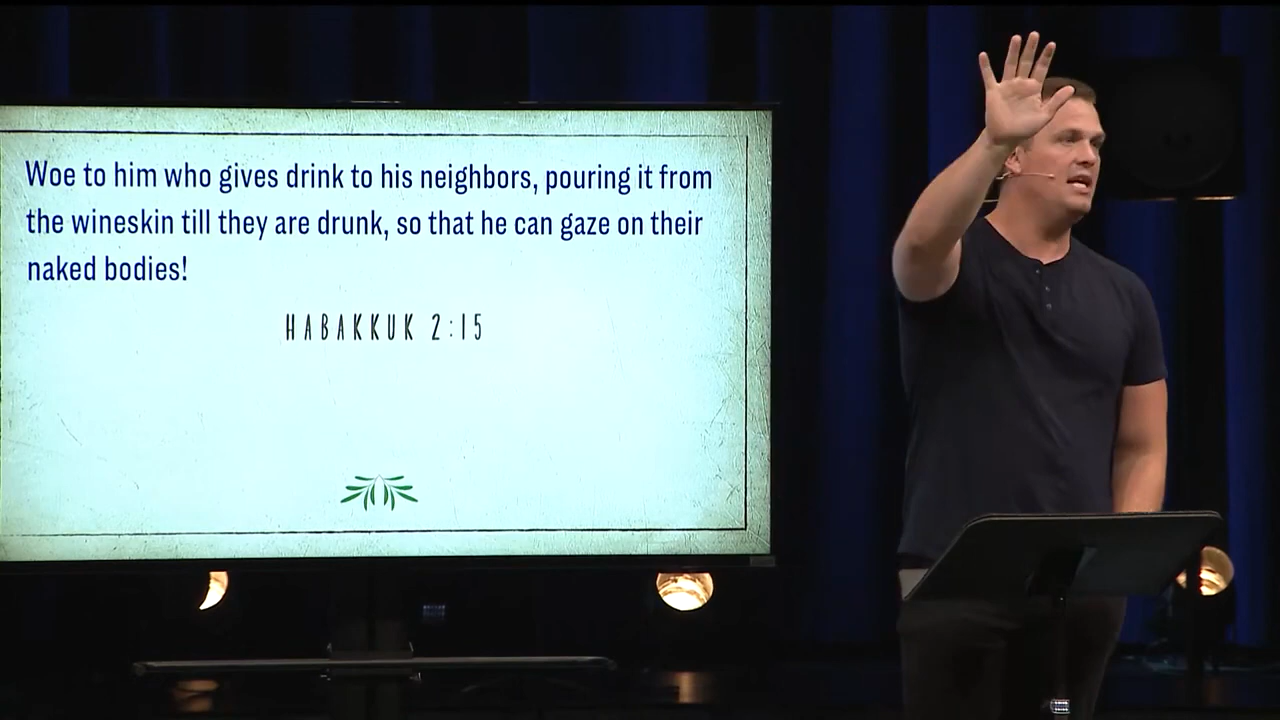 Woe to him who gives drink to his neighbors, pouring it from
the wineskin till they are drunk, so that he can gaze on their
naked bodies!
HABAKKUK 2:15